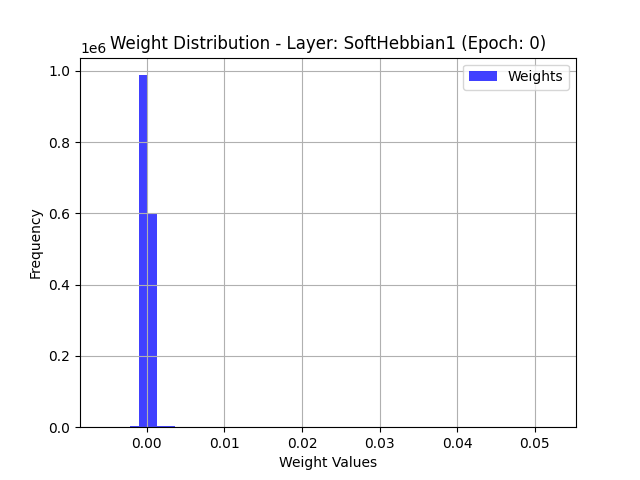 Weight Distribution - Layer: SoftHebbian1 (Epoch: 0)
1e6
Weights
1.0
0.8
0.6
0.4
0.2
0.0
Frequency
0.00 0.01 0.02 0.03 0.04 0.05
Weight Values